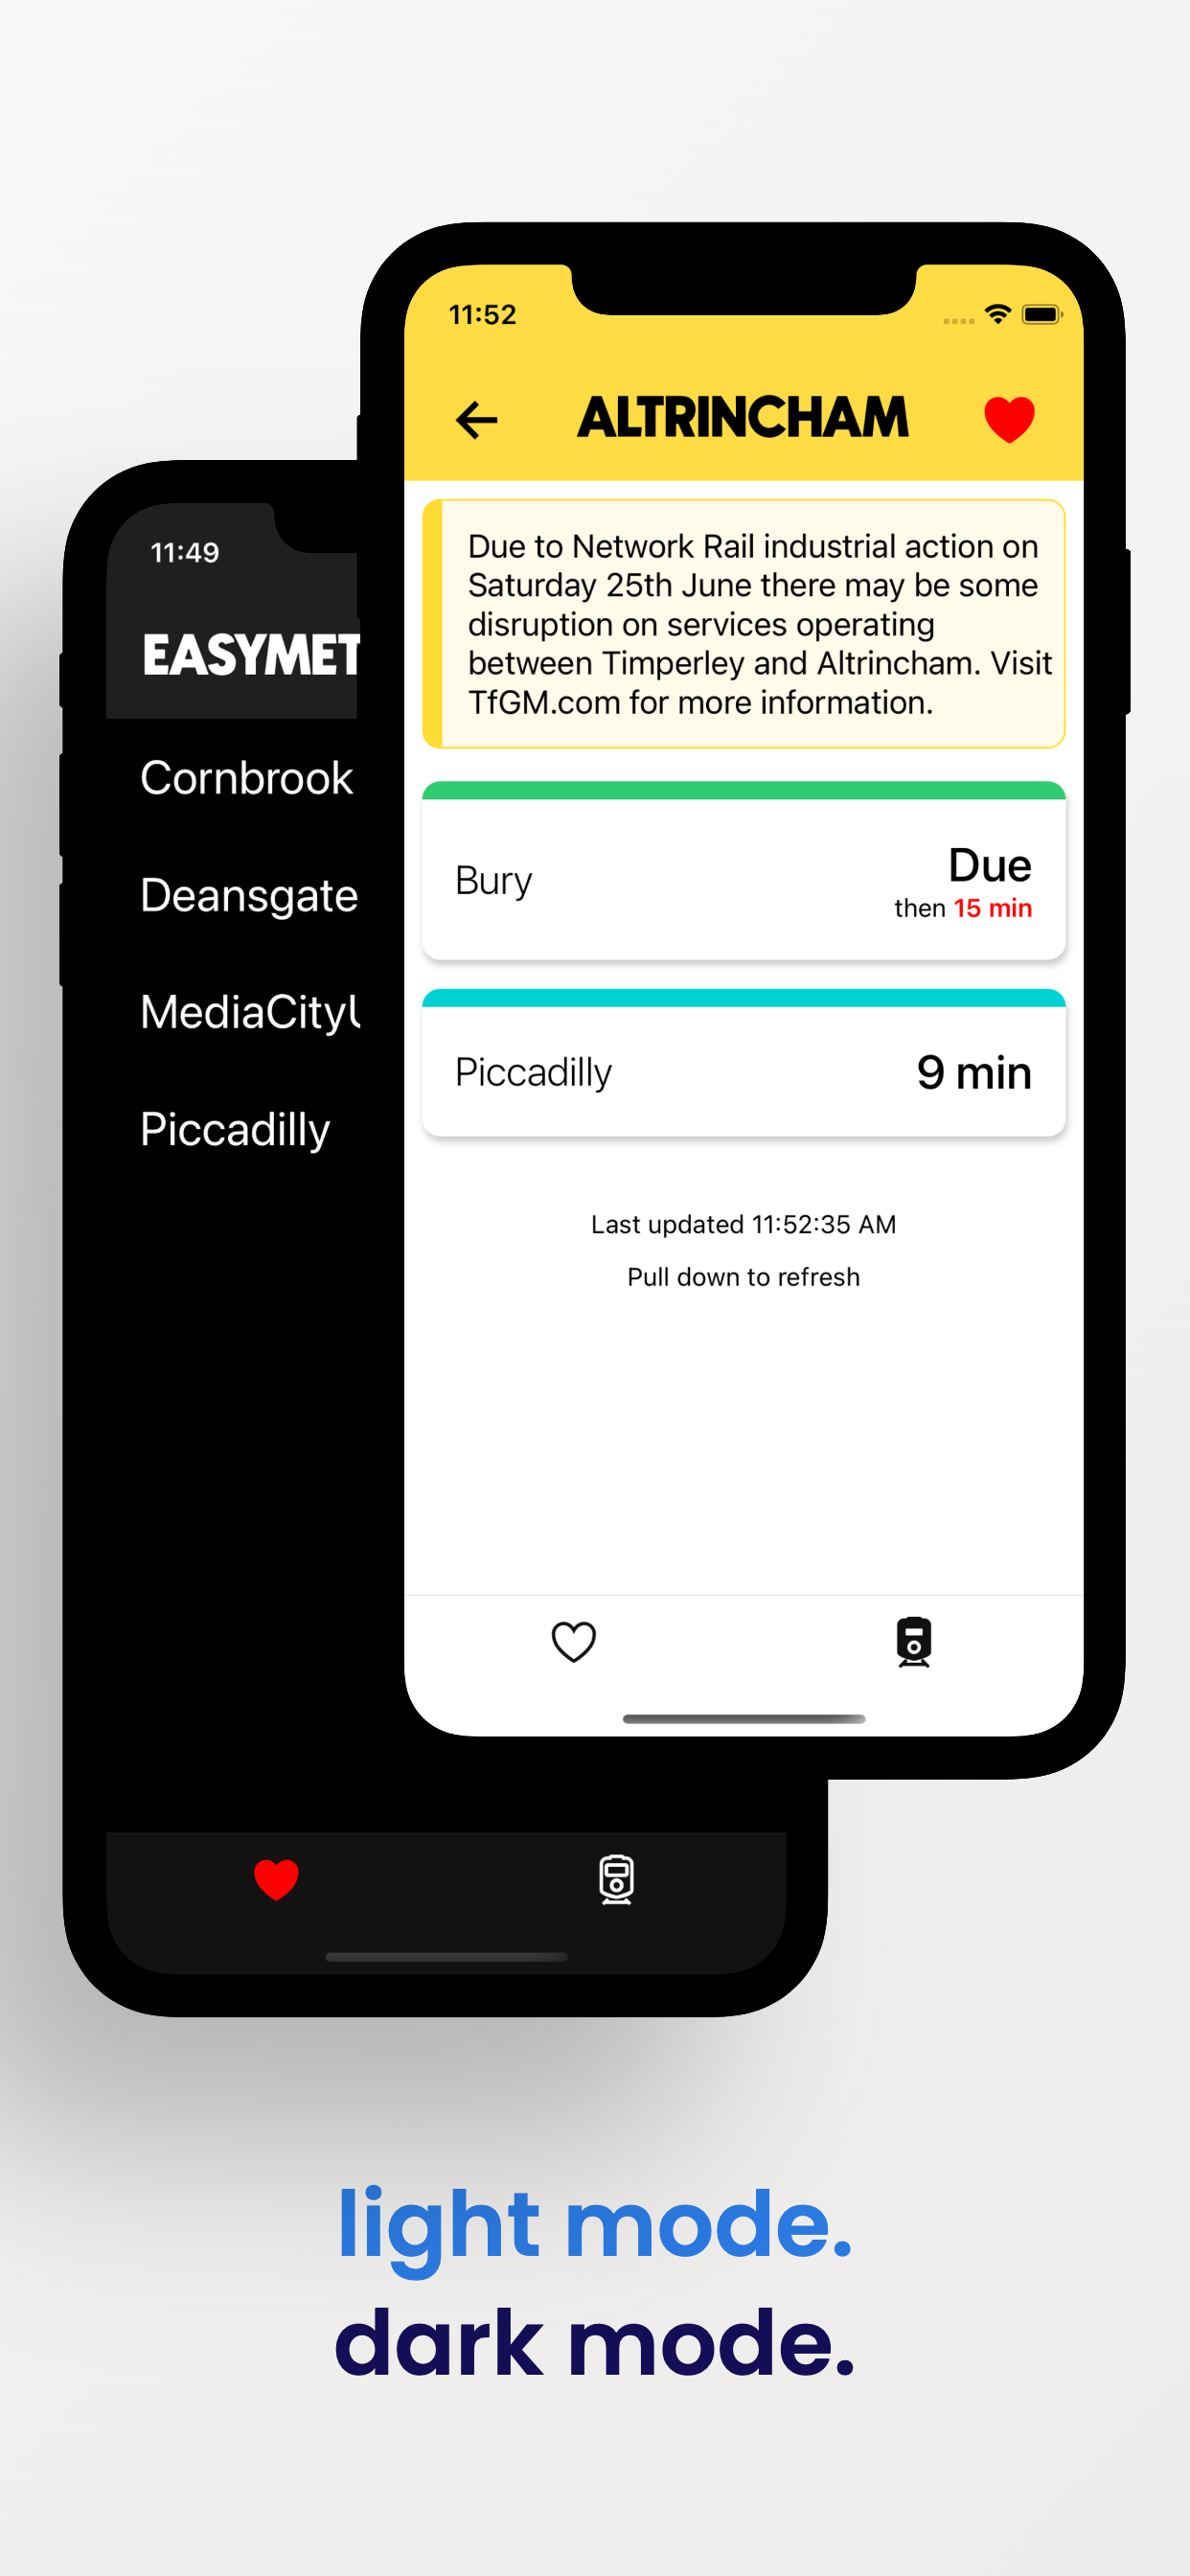 11:52
ALTRINCHAM
Due to Network Rail industrial action on
Saturday 25th June there may be some
disruption on services operating
between Timperley and Altrincham. Visit
TfGM.com for more information.
Bury
Due
then 15 min
Piccadilly
9 min
Last updated 11:52:35 AM
Pull down to refresh
11:49
EASYMET
Cornbrook
Deansgate
MediaCityU
Piccadilly
light mode.
dark mode.